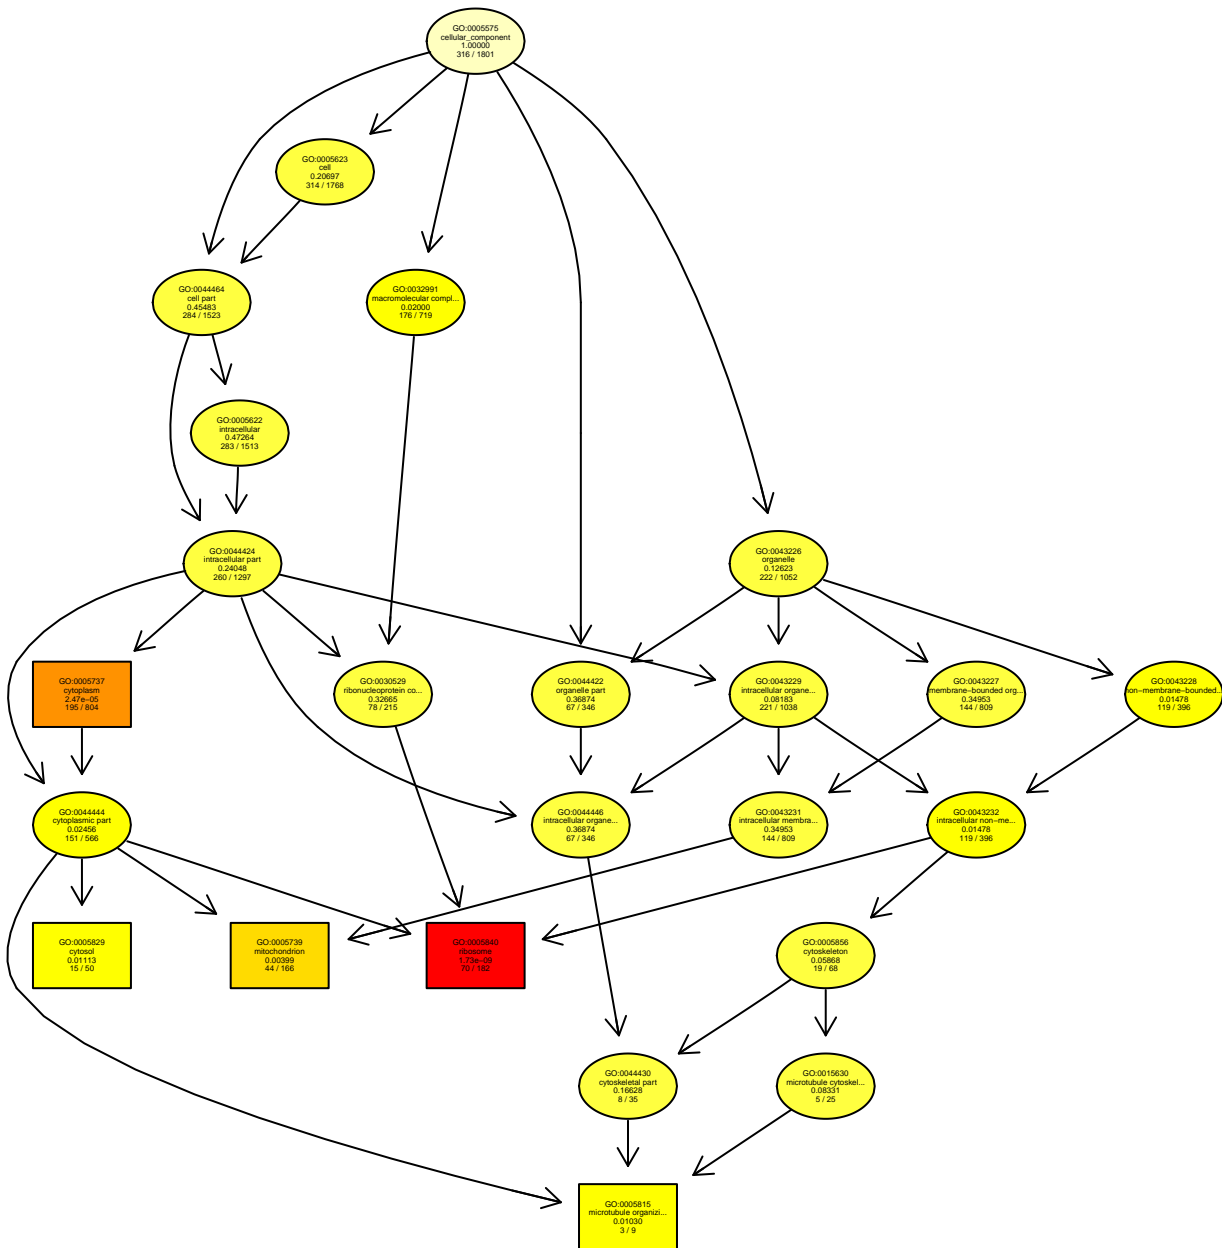 GO:0005575
cellular_component
1.00000
316 / 1801
GO:0005623
cell
0.20697
314 / 1768
GO:0044464
cell part
0.45483
284 / 1523
GO:0032991
macromolecular compl...
0.02000
176 / 719
GO:0005622
intracellular
0.47264
283 / 1513
GO:0044424
intracellular part
0.24048
260 / 1297
GO:0043226
organelle
0.12623
222 / 1052
GO:0005737
cytoplasm
2.47e−05
195 / 804
GO:0030529
ribonucleoprotein co...
0.32665
78 / 215
GO:0044422
organelle part
0.36874
67 / 346
GO:0043229
intracellular organe...
0.08183
221 / 1038
GO:0043227
membrane−bounded org...
0.34953
144 / 809
GO:0043228
non−membrane−bounded...
0.01478
119 / 396
GO:0044444
cytoplasmic part
0.02456
151 / 566
GO:0044446
intracellular organe...
0.36874
67 / 346
GO:0043231
intracellular membra...
0.34953
144 / 809
GO:0043232
intracellular non−me...
0.01478
119 / 396
GO:0005829
cytosol
0.01113
15 / 50
GO:0005739
mitochondrion
0.00399
44 / 166
GO:0005840
ribosome
1.73e−09
70 / 182
GO:0005856
cytoskeleton
0.05868
19 / 68
GO:0044430
cytoskeletal part
0.16628
8 / 35
GO:0015630
microtubule cytoskel...
0.08331
5 / 25
GO:0005815
microtubule organizi...
0.01030
3 / 9